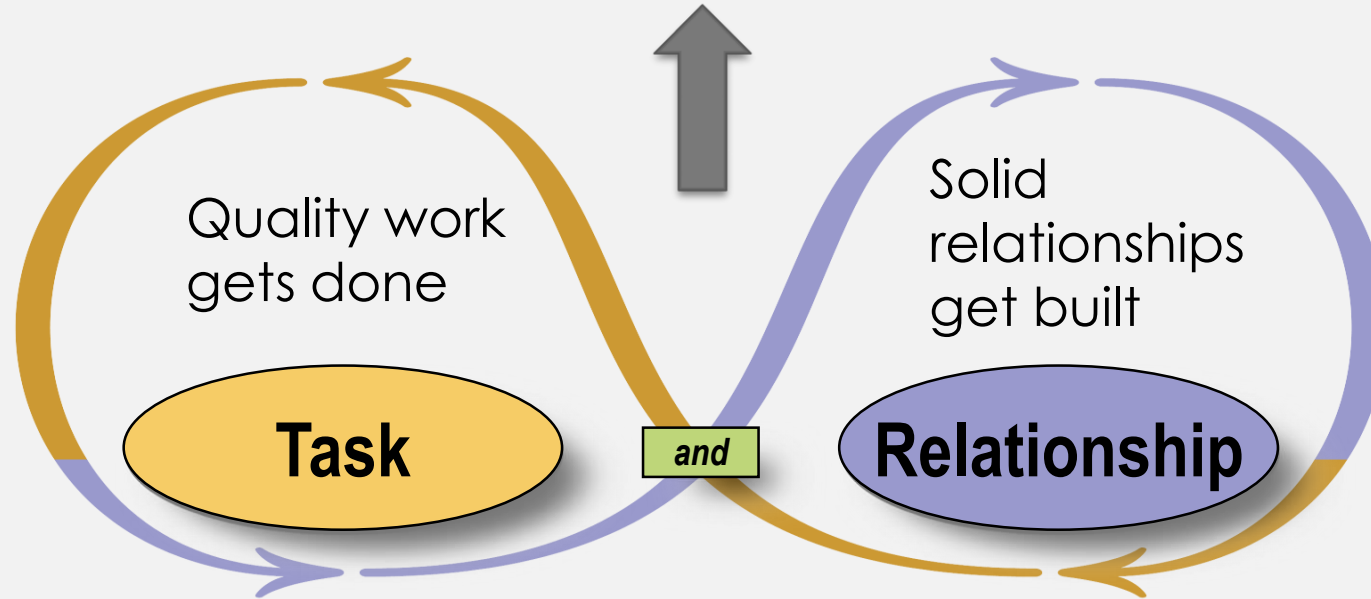 Quality work
gets done
Solid
relationships
get built
Task
and
Relationship